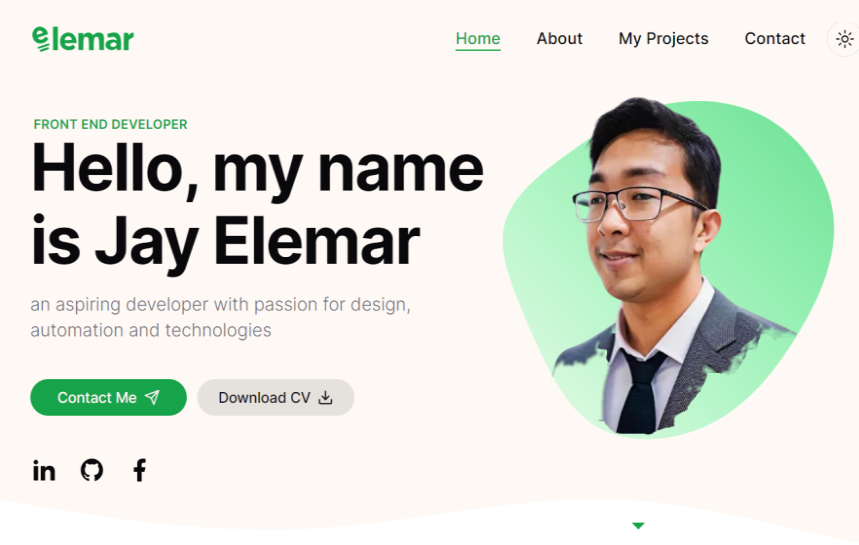 elemar
Home About My Projects Contact
FRONT END DEVELOPER
Hello, my name
is Jay Elemar
an aspiring developer with passion for design,
automation and technologies
Contact Me
Download CV
in
f